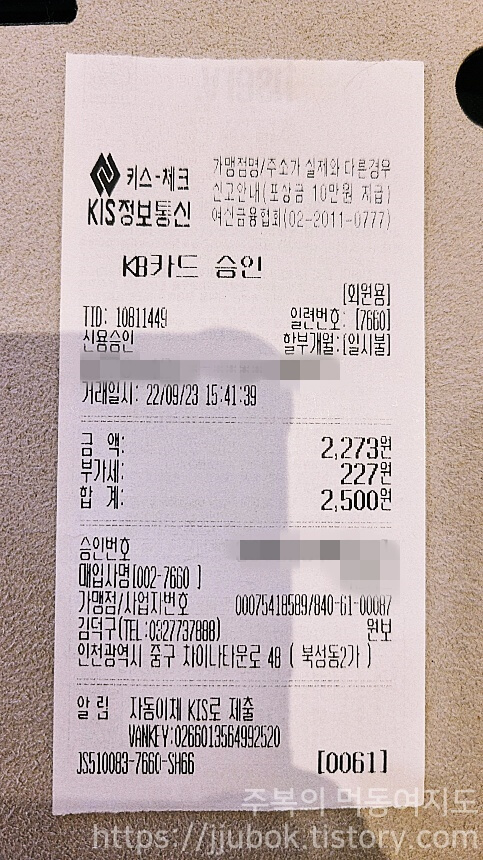 키스-체크
KIS정보통신
가맹점명/주소가 실제와 다른경우
신고안내(포상금 10만원 지급)
여신금융협회(02-2011-0777)
KB카드 승인
[회원용]
TID: 10811449 일련번호: [7660]
신용승인 할부개월:[일시불]
거래일시: 22/09/23 15:41:39
금 액: 2,273원
부가세: 227원
합 계: 2,500원
승인번호
매입사명[002-7660 ]
가맹점/사업자번호 00075418589/840-61-00087
김덕구(TEL:0327737888) 원보
인천광역시 중구 차이나타운로 48 ( 북성동2가 )
알 림 자동이체 KIS로 제출
VANKEY:0266013564992520
JS510083-7660-SH66 [0061]
주복의 먹동여지도
https://jjubok.tistory.com